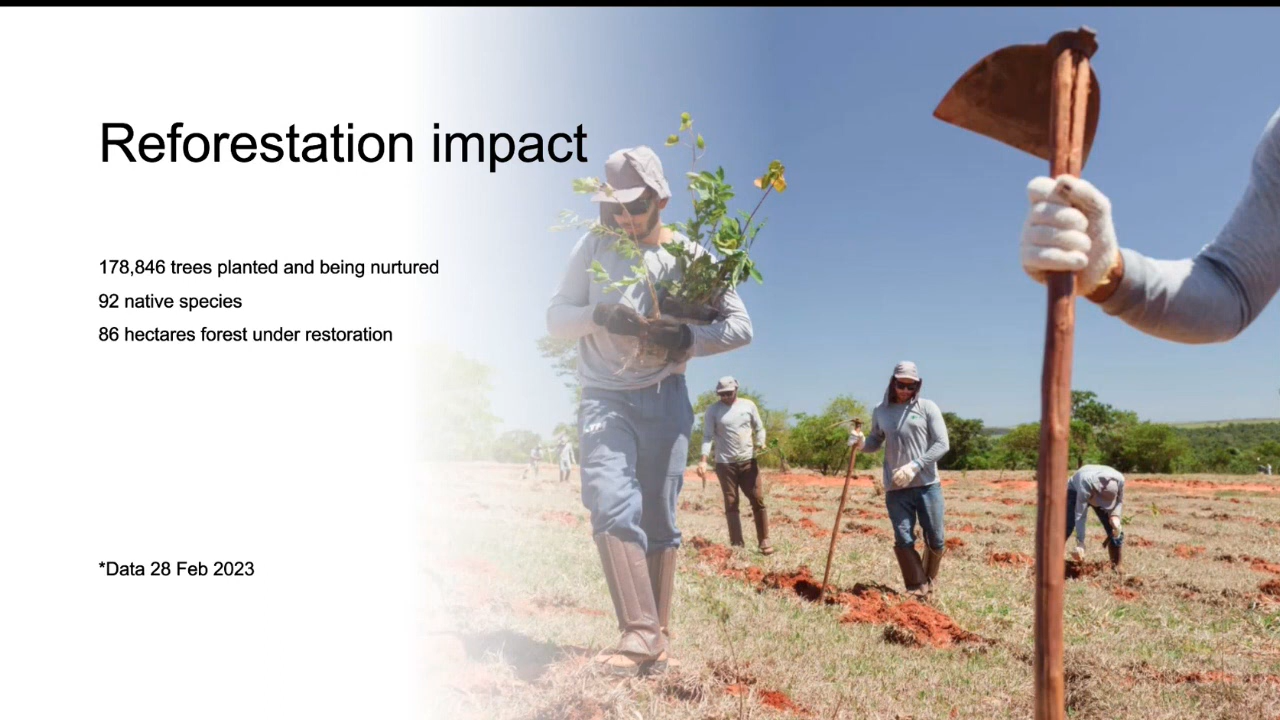 Reforestation impact
178,846 trees planted and being nurtured
92 native species
86 hectares forest under restoration
*Data 28 Feb 2023